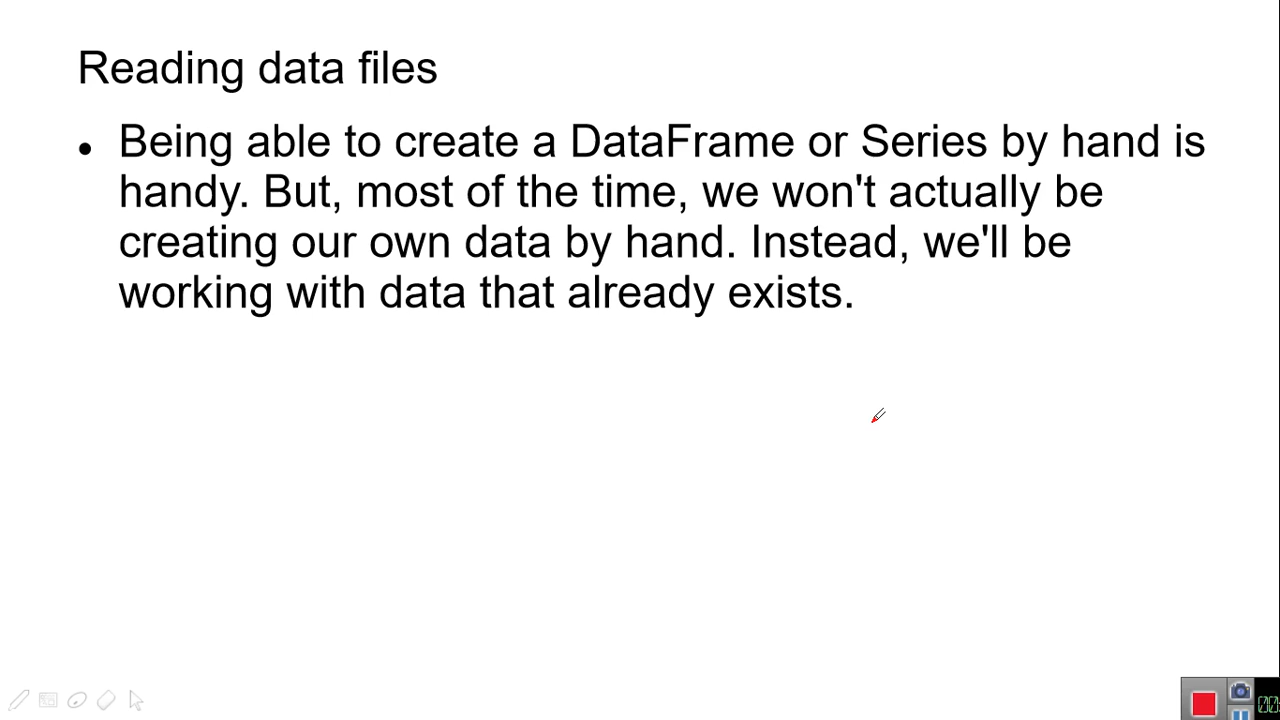 Reading data files
• Being able to create a DataFrame or Series by hand is
handy. But, most of the time, we won't actually be
creating our own data by hand. Instead, we'll be
working with data that already exists.